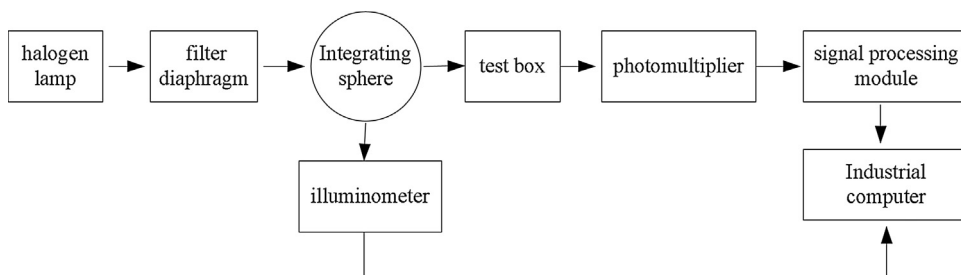 halogen
lamp
filter
diaphragm
Integrating
sphere
test box
photomultiplier
signal processing
module
illuminometer
Industrial
computer